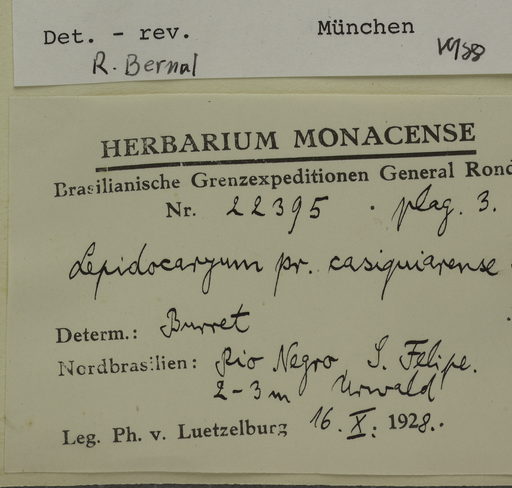 Det. - rev. München
R. Bernal
HERBARIUM MONACENSE
Brasilianische Grenzexpeditionen General Rond
Nr. 22395 . plag. 3.
Lepidocaryum pr. casiquiarense
Determ.: Burret
Nordbrasilien: Rio Negro, S. Felipe.
2-3m Urwald
Leg. Ph. v. Luetzelburg 16. X. 1928.